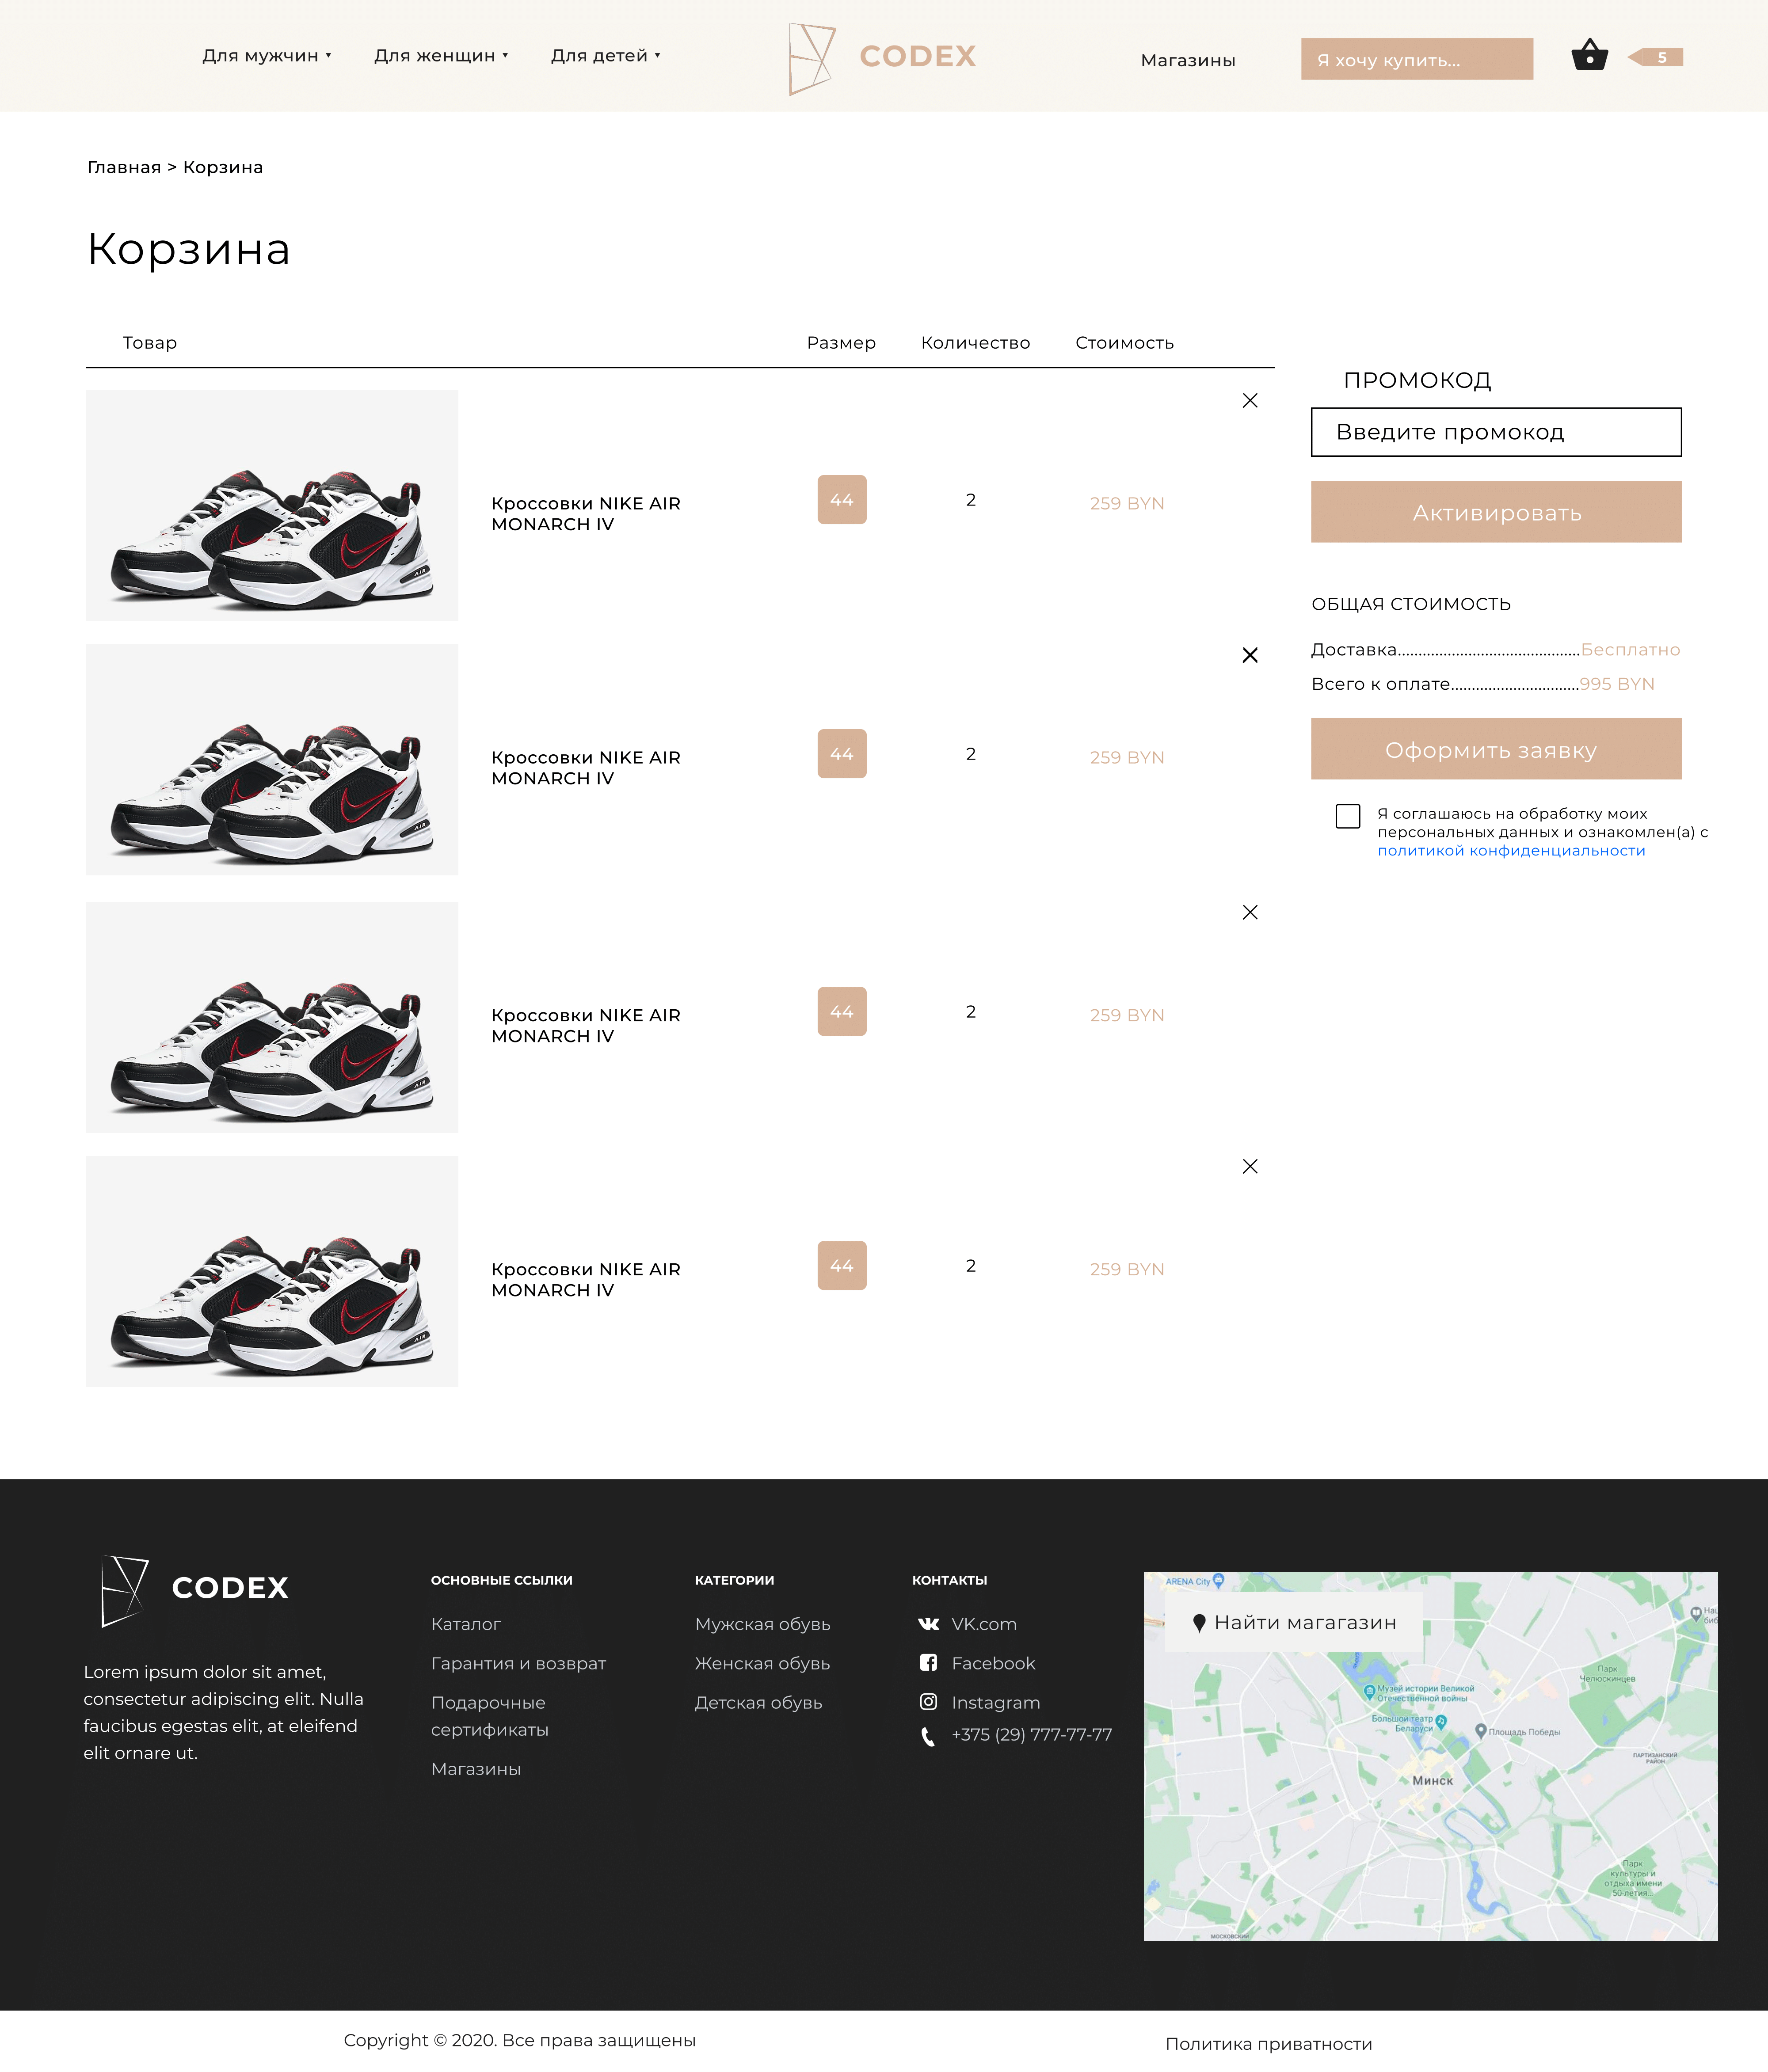 Для мужчин
Для женщин
Для детей
CODEX
Магазины
Я хочу купить...
5
Главная > Корзина
Корзина
Товар
Размер
Количество
Стоимость
Кроссовки NIKE AIR
MONARCH IV
44
2
259 BYN
Кроссовки NIKE AIR
MONARCH IV
44
2
259 BYN
Кроссовки NIKE AIR
MONARCH IV
44
2
259 BYN
Кроссовки NIKE AIR
MONARCH IV
44
2
259 BYN
ПРОМОКОД
Введите промокод
Активировать
ОБЩАЯ СТОИМОСТЬ
Доставка............................................Бесплатно
Всего к оплате...............................995 BYN
Оформить заявку
Я соглашаюсь на обработку моих
персональных данных и ознакомлен(а) с
политикой конфиденциальности
CODEX
Lorem ipsum dolor sit amet,
consectetur adipiscing elit. Nulla
faucibus egestas elit, at eleifend
elit ornare ut.
ОСНОВНЫЕ ССЫЛКИ
Каталог
Гарантия и возврат
Подарочные
сертификаты
Магазины
КАТЕГОРИИ
Мужская обувь
Женская обувь
Детская обувь
КОНТАКТЫ
VK.com
Facebook
Instagram
+375 (29) 777-77-77
ARENA City
Найти магагазин
Парк
Челюскинцев
Музей истории Великой
Отечественной войны
Большой театр
Беларуси
Площадь Победы
ПАРТИЗАНСКИЙ
РАЙОН
Минск
Парк
культуры и
отдыха имени
50-летия...
МОСКОВСКИЙ
Copyright © 2020. Все права защищены
Политика приватности